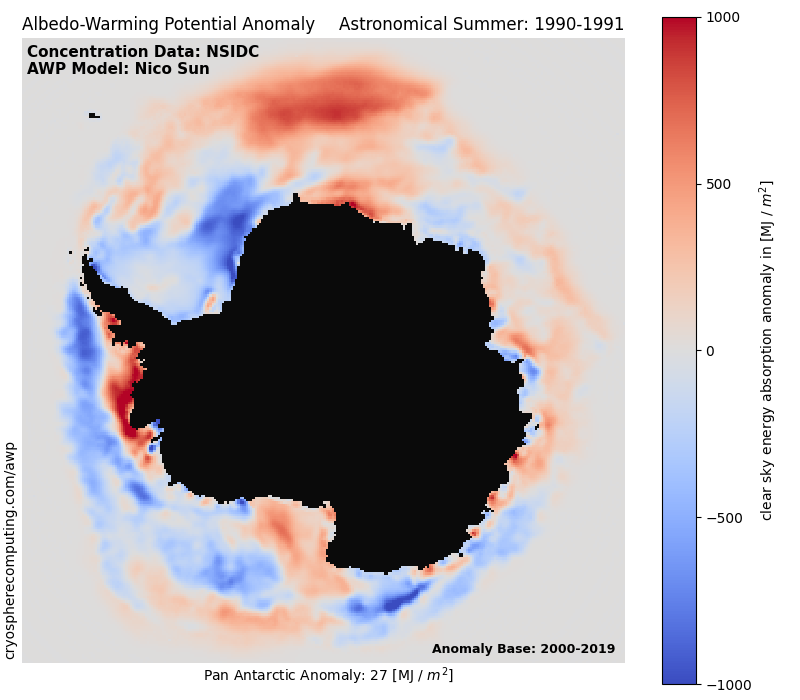 Albedo-Warming Potential Anomaly Astronomical Summer: 1990-1991
Concentration Data: NSIDC
AWP Model: Nico Sun
cryospherecomputing.com/awp
Anomaly Base: 2000-2019
Pan Antarctic Anomaly: 27 [MJ / m²]
1000
500
0
−500
−1000
clear sky energy absorption anomaly in [MJ / m²]